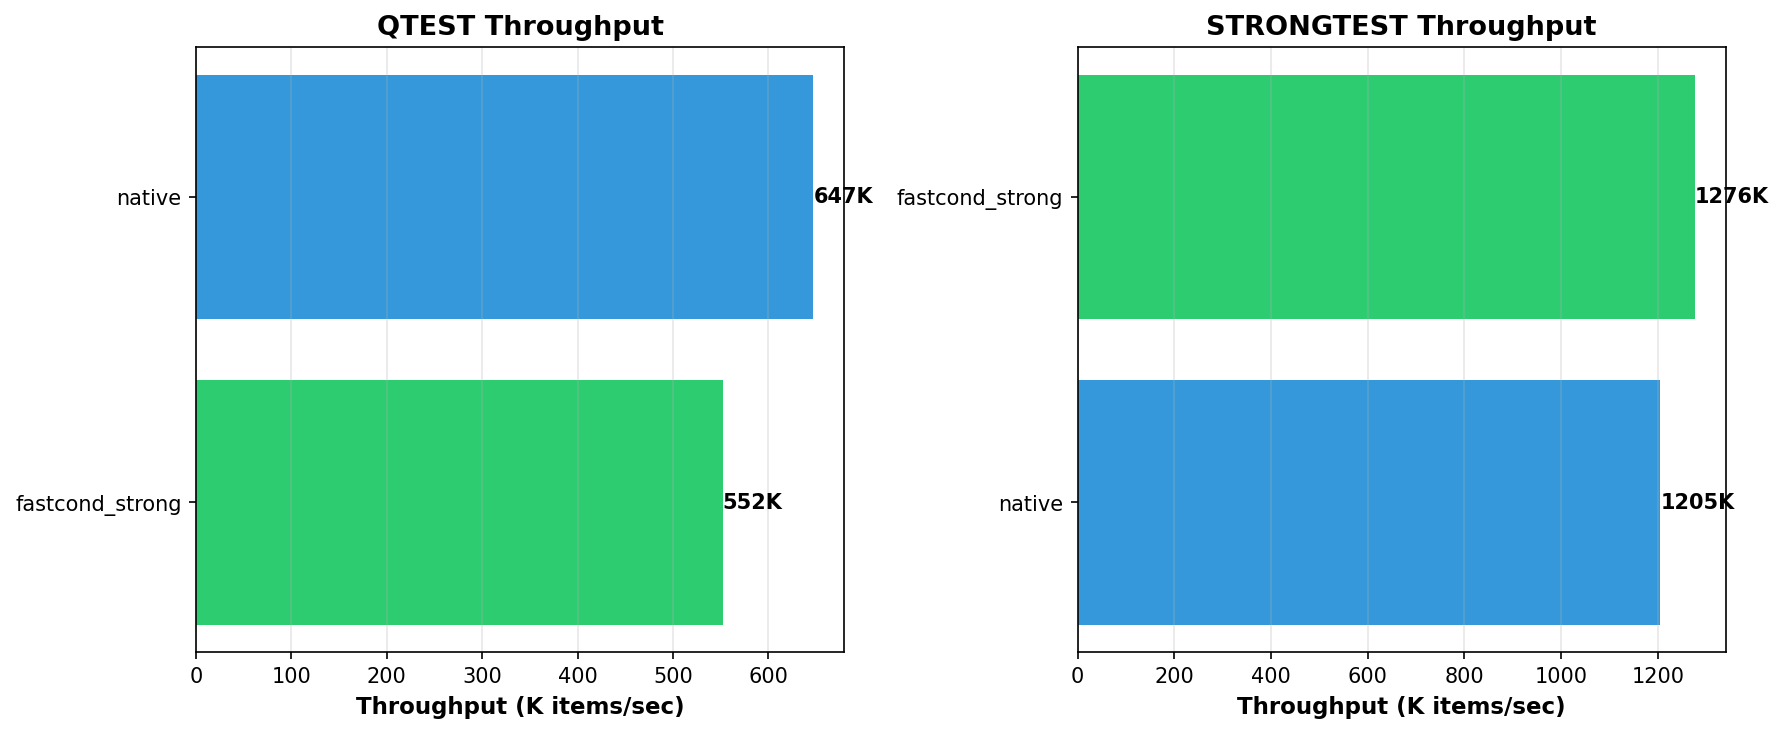 QTEST Throughput
native
647K
fastcond_strong
552K
0 100 200 300 400 500 600
Throughput (K items/sec)
STRONGTEST Throughput
fastcond_strong
1276K
native
1205K
0 200 400 600 800 1000 1200
Throughput (K items/sec)